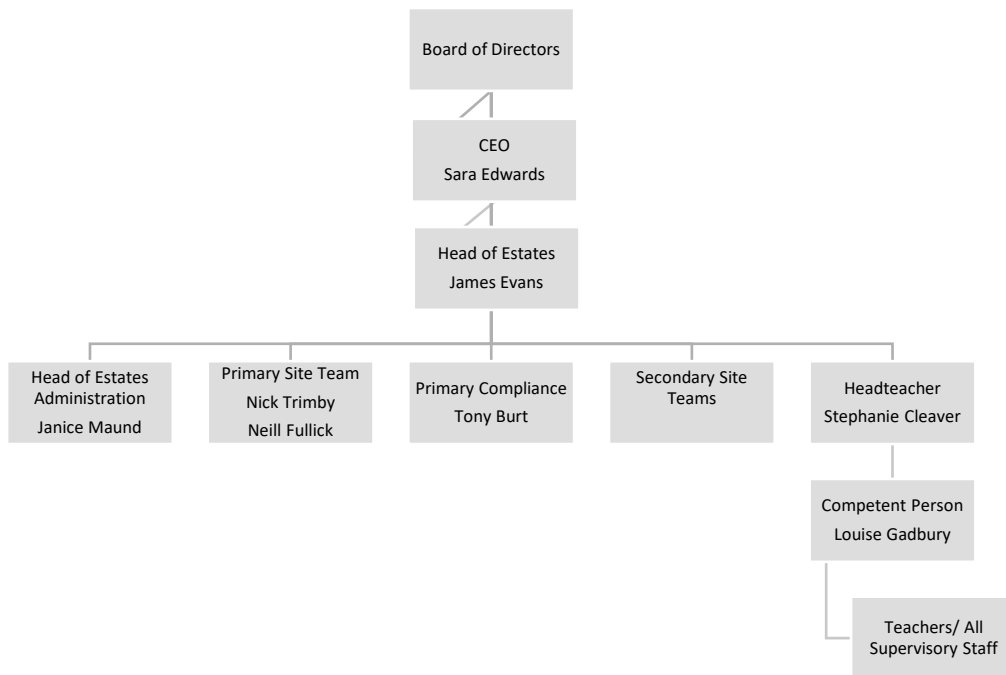 Board of Directors
CEO
Sara Edwards
Head of Estates
James Evans
Head of Estates
Administration
Janice Maund
Primary Site Team
Nick Trimby
Neill Fullick
Primary Compliance
Tony Burt
Secondary Site
Teams
Headteacher
Stephanie Cleaver
Competent Person
Louise Gadbury
Teachers/ All
Supervisory Staff